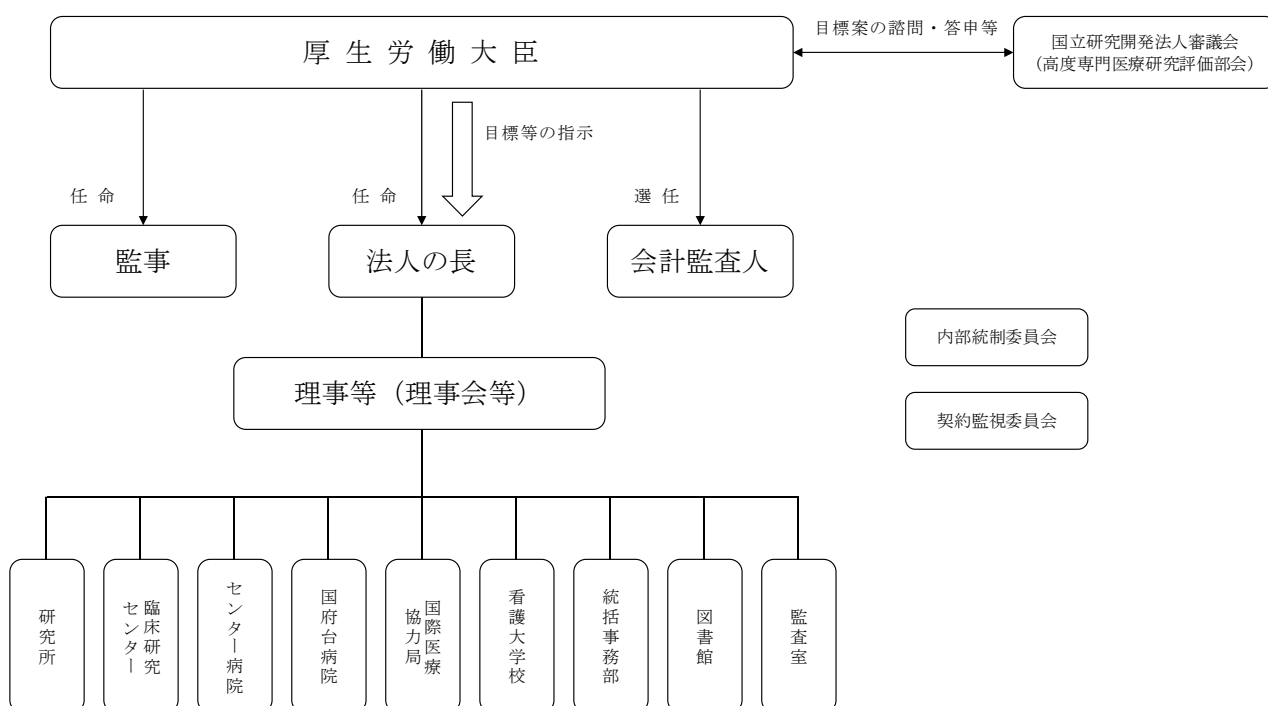 厚生労働大臣
目標案の諮問・答申等
国立研究開発法人審議会
(高度専門医療研究評価部会)
目標等の指示
任命
任命
選任
監事
法人の長
会計監査人
内部統制委員会
理事等(理事会等)
契約監視委員会
研究所
臨床研究
センター
センター病院
国府台病院
国際医療
協力局
看護大学校
統括事務部
図書館
監査室